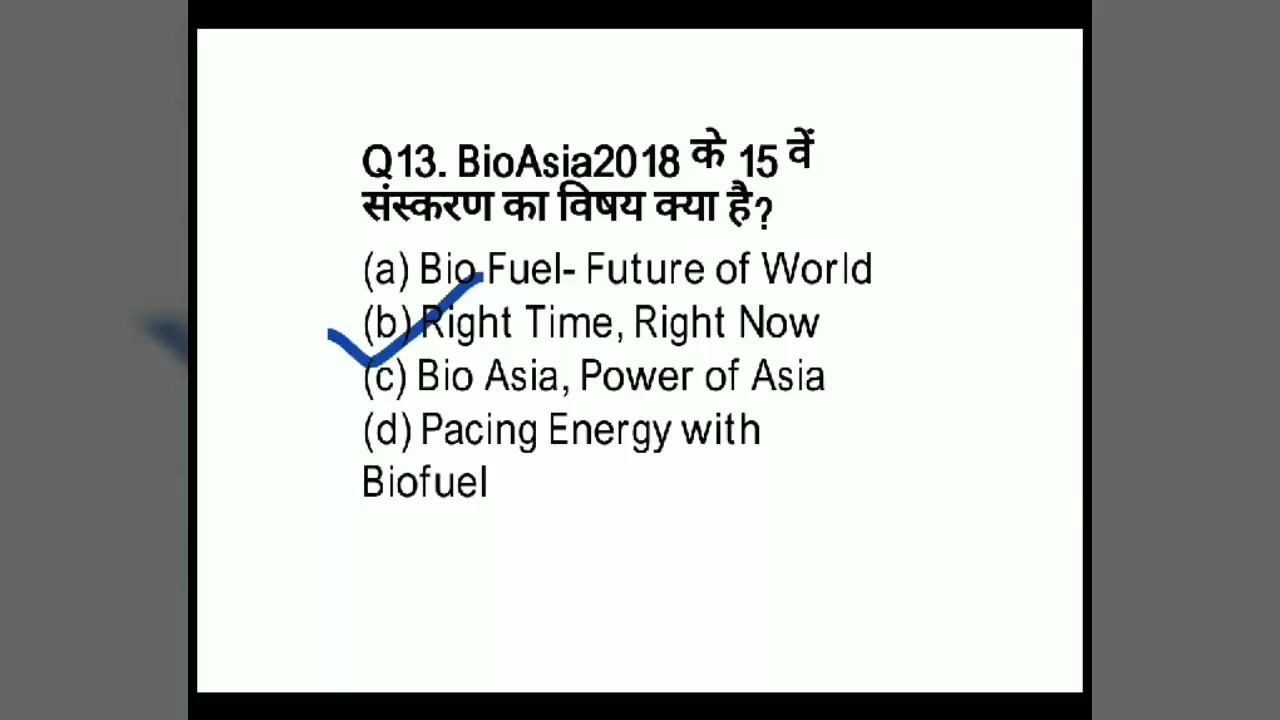 Q13. BioAsia2018 के 15 वें
संस्करण का विषय क्या है?
(a) Bio Fuel- Future of World
(b) Right Time, Right Now
(c) Bio Asia, Power of Asia
(d) Pacing Energy with
Biofuel